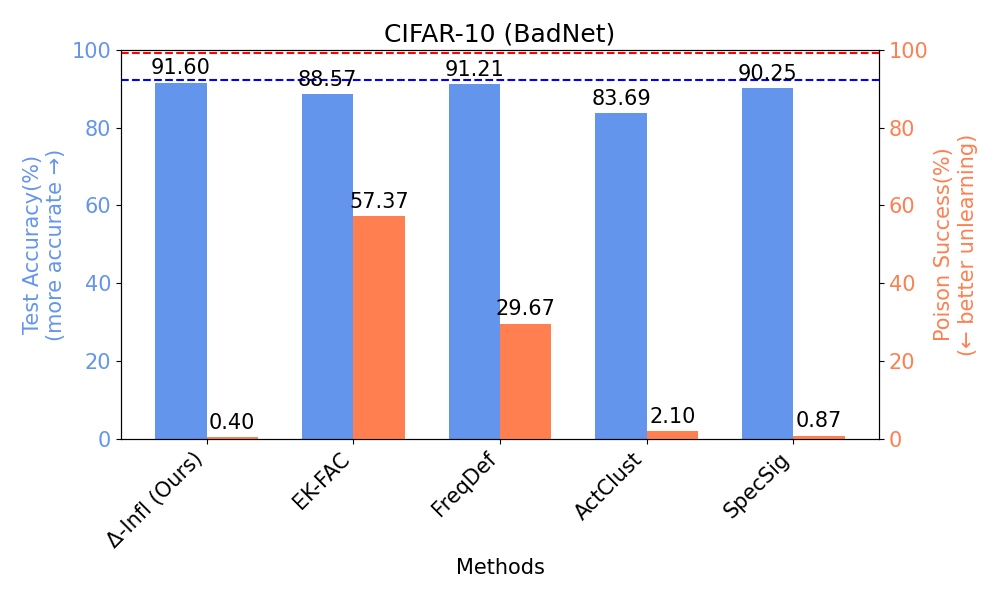 CIFAR-10 (BadNet)
100
80
60
40
20
0
Test Accuracy(%)
(more accurate →)
100
80
60
40
20
0
Poison Success(%)
(← better unlearning)
91.60
88.57
91.21
83.69
90.25
0.40
57.37
29.67
2.10
0.87
Δ-Infl (Ours)
EK-FAC
FreqDef
ActClust
SpecSig
Methods